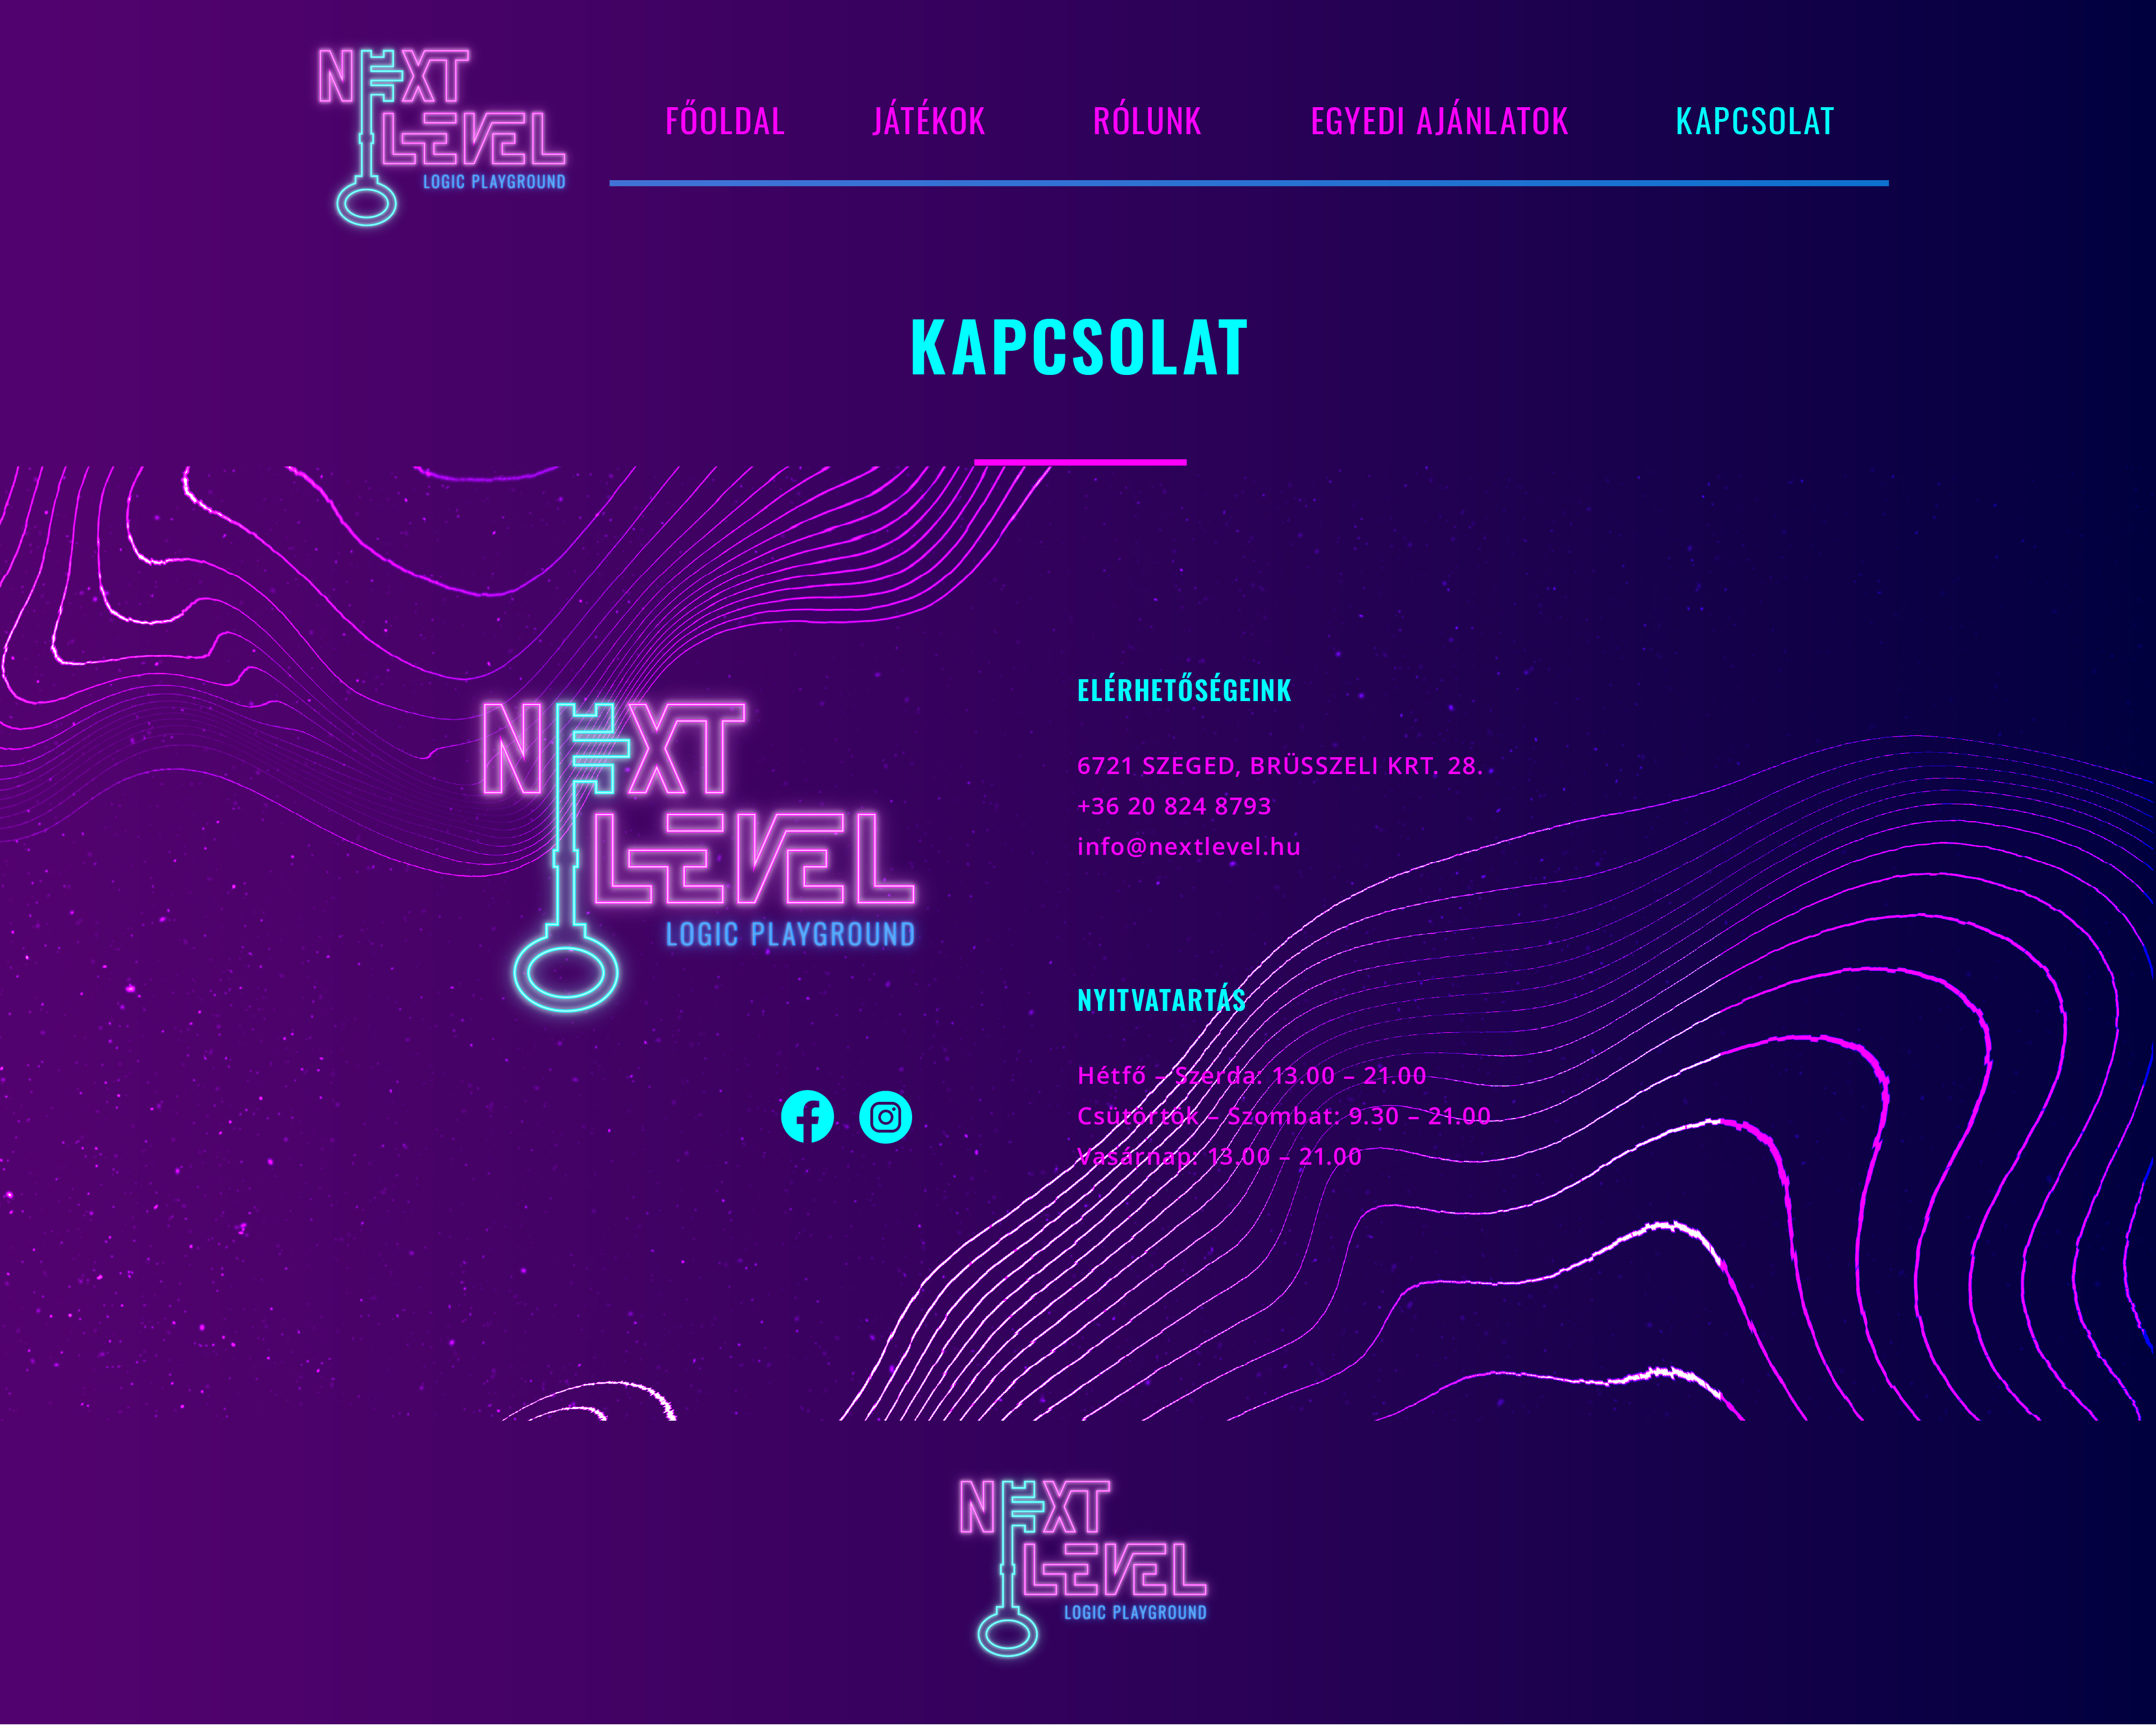 NEXT
LEVEL
LOGIC PLAYGROUND
FŐOLDAL
JÁTÉKOK
RÓLUNK
EGYEDI AJÁNLATOK
KAPCSOLAT
KAPCSOLAT
NEXT
LEVEL
LOGIC PLAYGROUND
ELÉRHETŐSÉGEINK
6721 SZEGED, BRÜSSZELI KRT. 28.
+36 20 824 8793
info@nextlevel.hu
NYITVATARTÁS
Hétfő – Szerda: 13.00 – 21.00
Csütörtök – Szombat: 9.30 – 21.00
Vasárnap: 13.00 – 21.00
NEXT
LEVEL
LOGIC PLAYGROUND